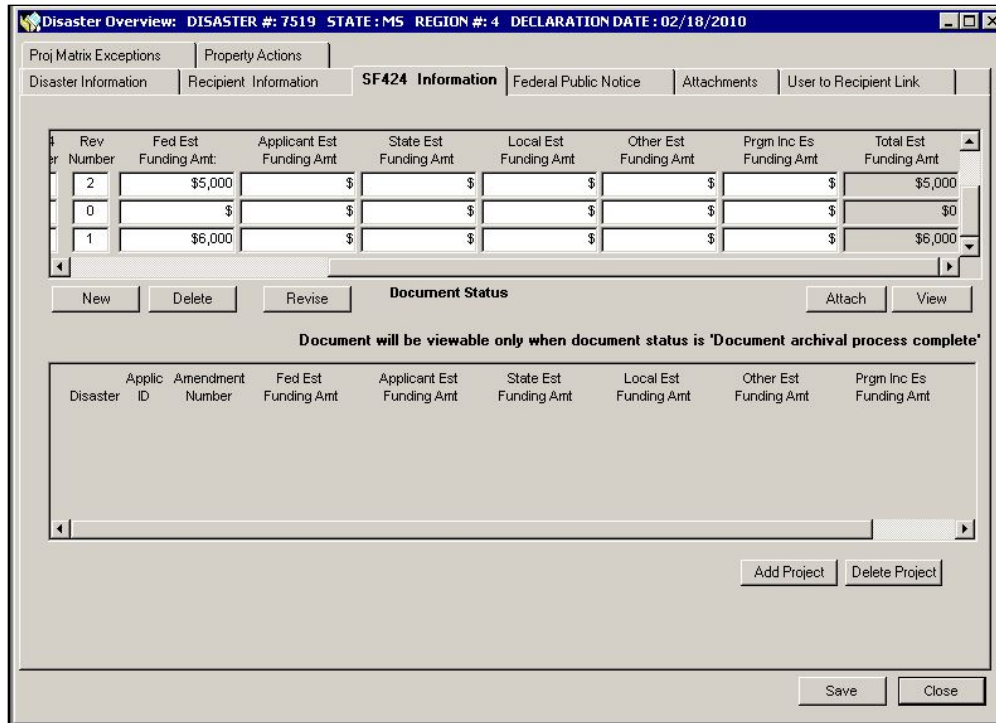 Disaster Overview: DISASTER #: 7519 STATE : MS REGION #: 4 DECLARATION DATE : 02/18/2010
Proj Matrix Exceptions Property Actions
Disaster Information Recipient Information SF424 Information Federal Public Notice Attachments User to Recipient Link
4 Rev Fed Est Applicant Est State Est Local Est Other Est Prgm Inc Es Total Est
er Number Funding Amt: Funding Amt Funding Amt Funding Amt Funding Amt Funding Amt Funding Amt
2 $5,000 $ $ $ $ $ $5,000
0 $ $ $ $ $ $ $0
1 $6,000 $ $ $ $ $ $6,000
New Delete Revise Document Status Attach View
Document will be viewable only when document status is 'Document archival process complete'
Applic Amendment Fed Est Applicant Est State Est Local Est Other Est Prgm Inc Es
Disaster ID Number Funding Amt Funding Amt Funding Amt Funding Amt Funding Amt Funding Amt
Add Project Delete Project
Save Close